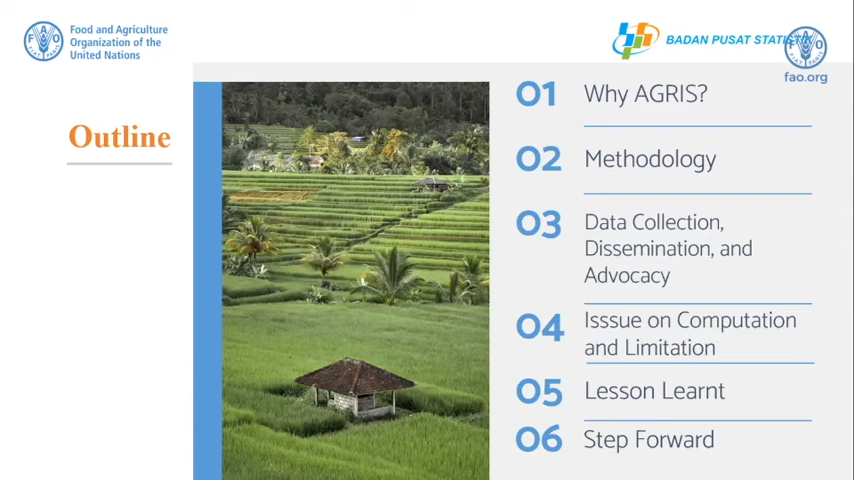 Food and Agriculture
Organization of the
United Nations
BADAN PUSAT STATISTIK
fao.org
Outline
01 Why AGRIS?
02 Methodology
03 Data Collection,
Dissemination, and
Advocacy
04 Isssue on Computation
and Limitation
05 Lesson Learnt
06 Step Forward